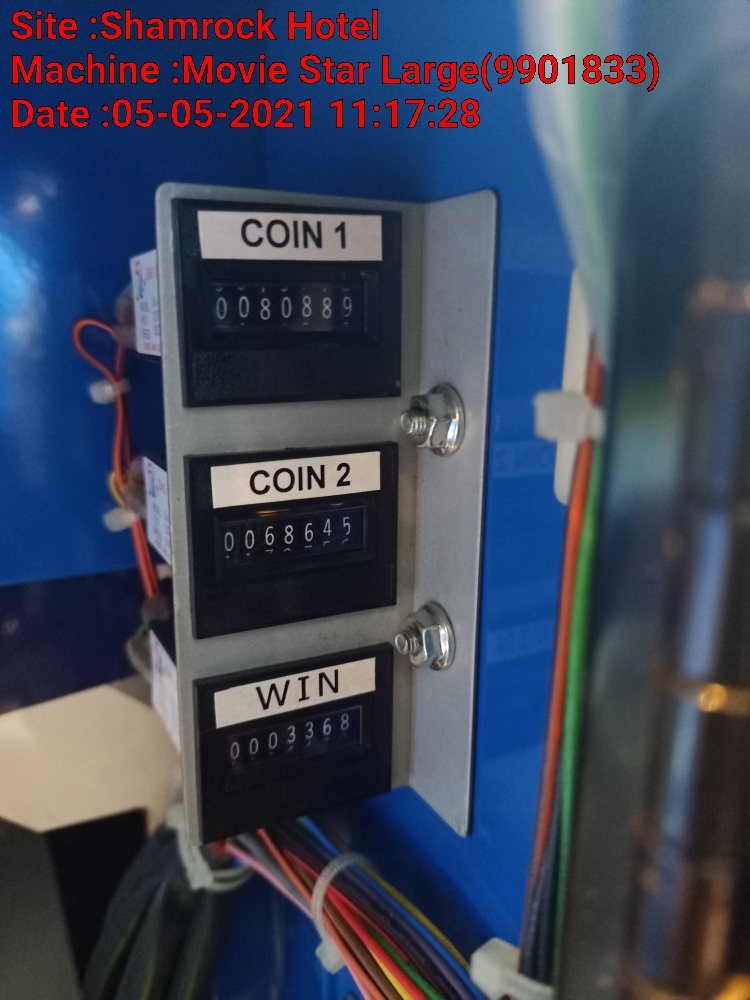 Site :Shamrock Hotel
Machine :Movie Star Large(9901833)
Date :05-05-2021 11:17:28
COIN 1
0080889
COIN 2
0068645
WIN
0003368